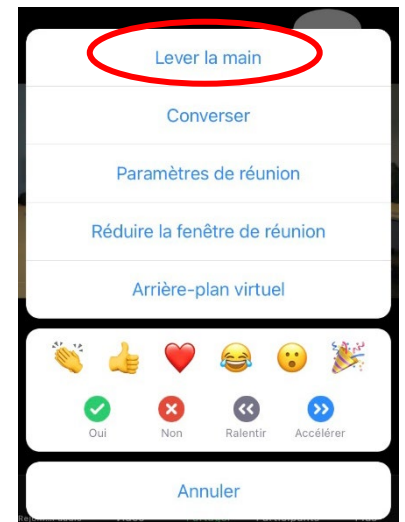 Lever la main
Converser
Paramètres de réunion
Réduire la fenêtre de réunion
Arrière-plan virtuel
Oui Non Ralentir Accélérer
Annuler